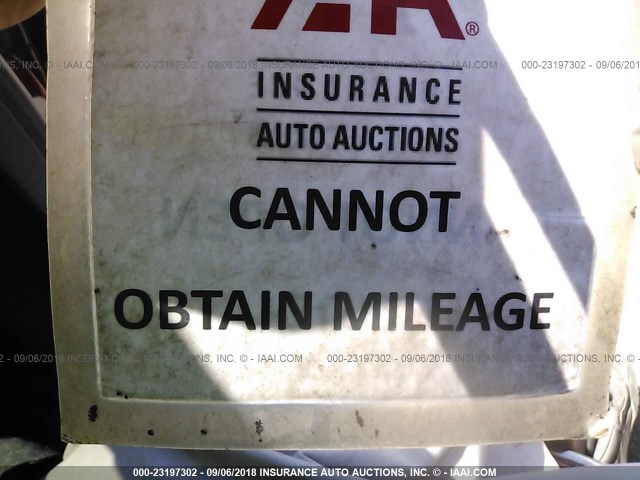 ®
INSURANCE
AUTO AUCTIONS
CANNOT
OBTAIN MILEAGE
000-23197302 - 09/06/2018 INSURANCE AUTO AUCTIONS, INC. © - IAAI.COM